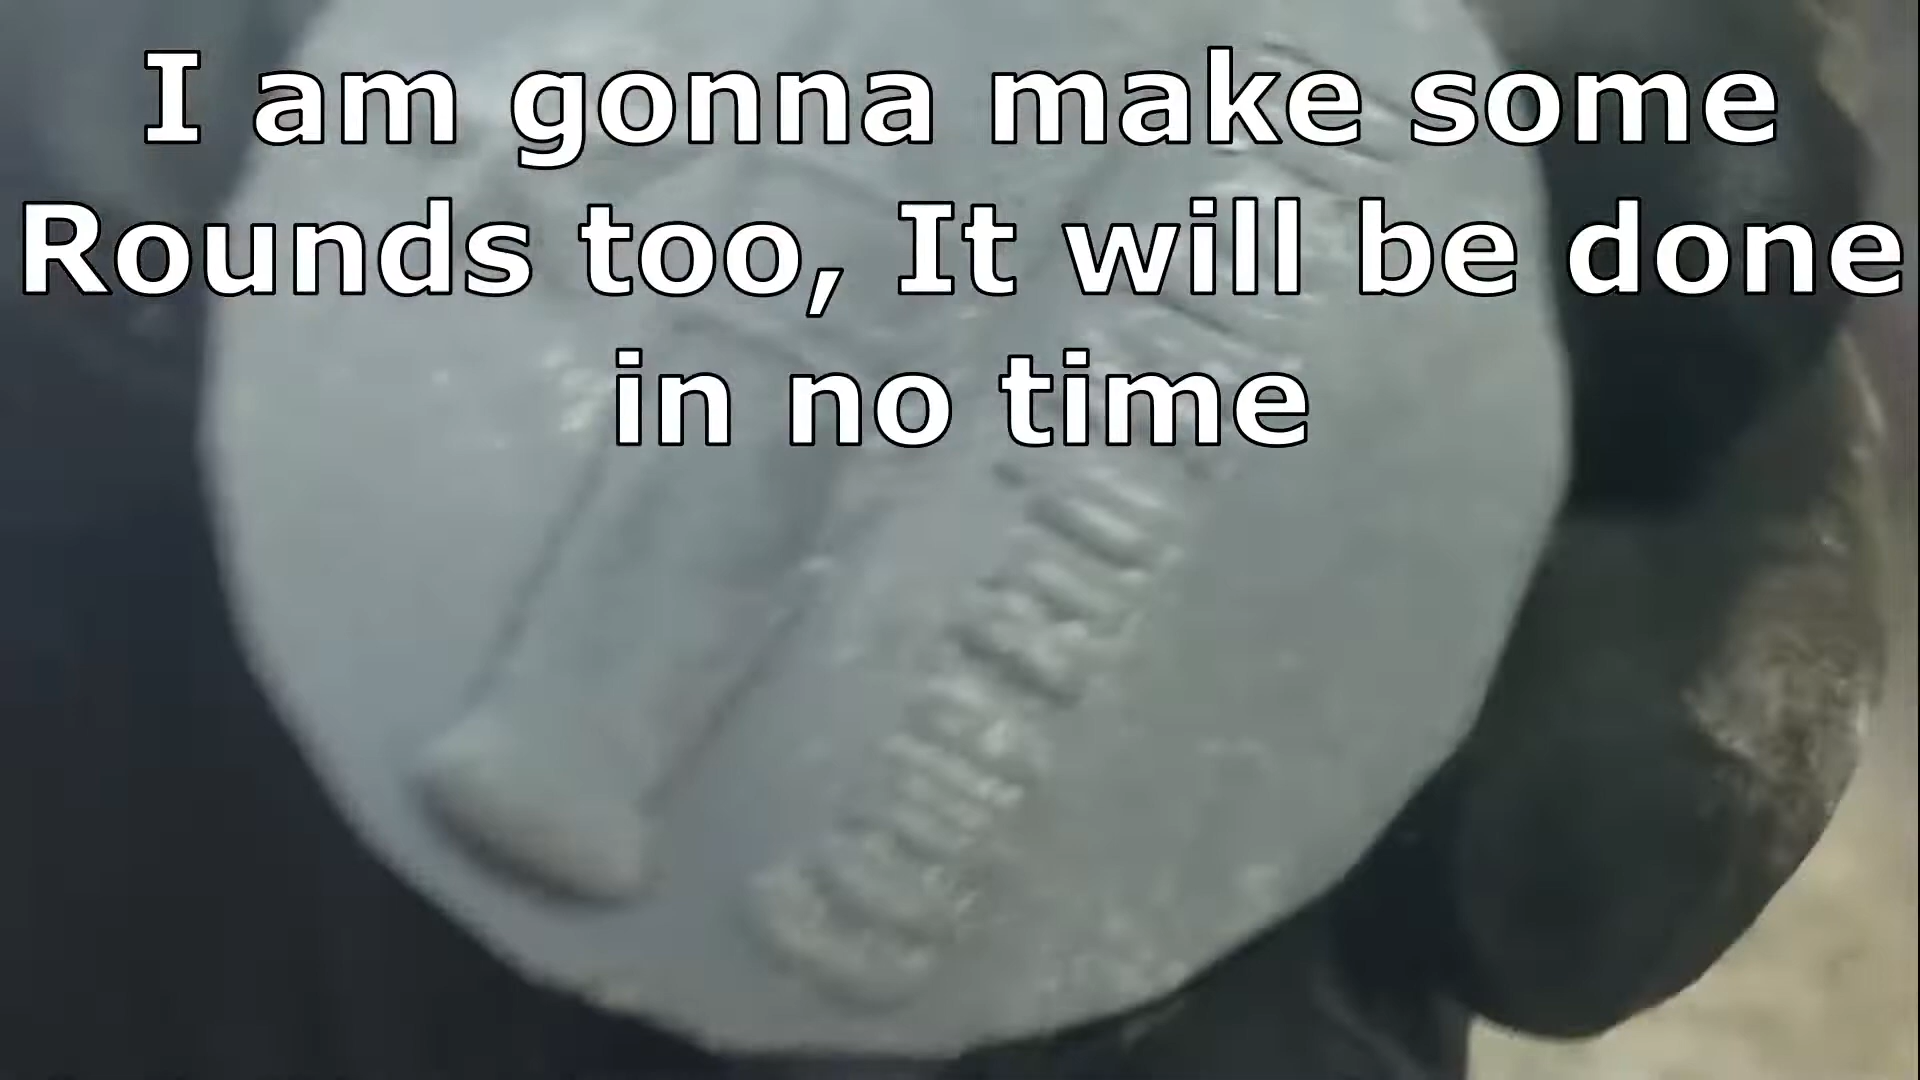 I am gonna make some
Rounds too, It will be done
in no time